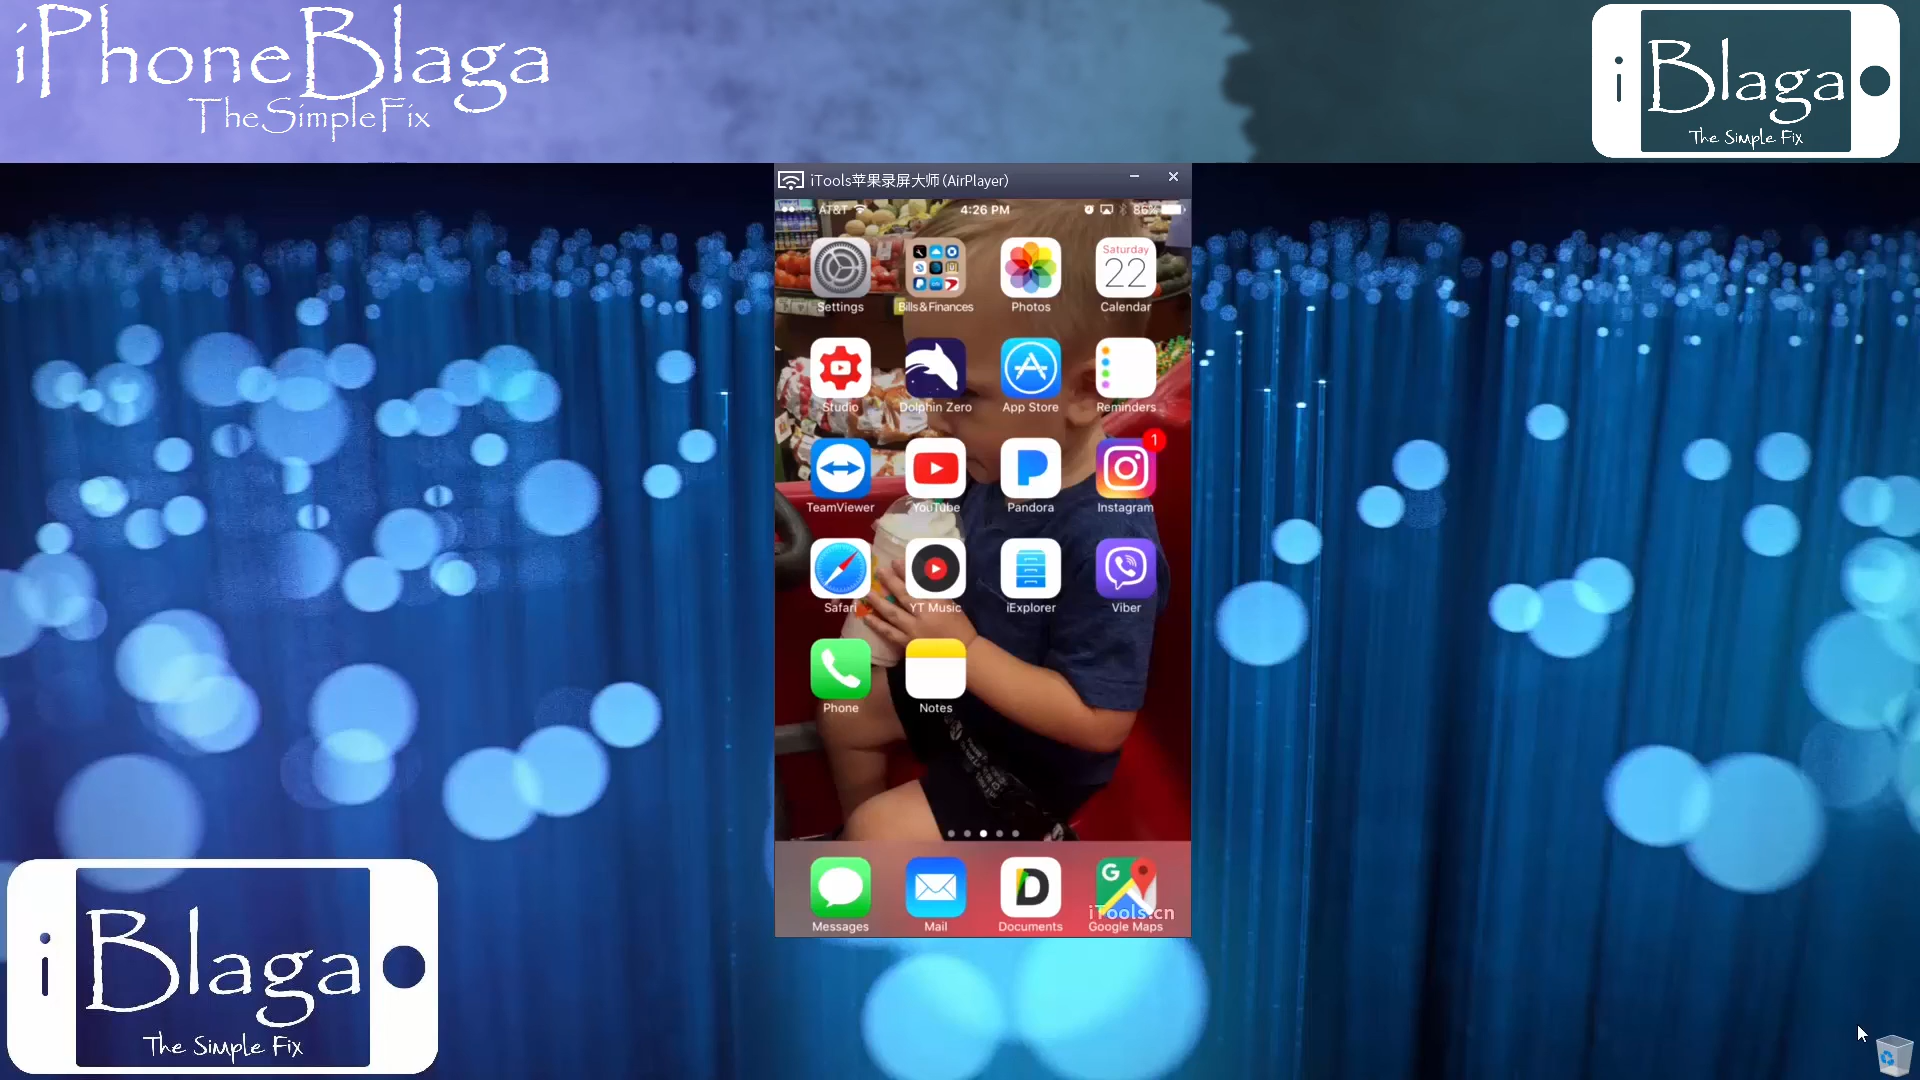 iPhoneBlaga
TheSimpleFix
iBlaga
The Simple Fix
iTools苹果录屏大师(AirPlayer)
AT&T 4:26 PM 86%
Settings Bills&Finances Photos Saturday 22 Calendar
Studio Dolphin Zero App Store Reminders
TeamViewer YouTube Pandora 1 Instagram
Safari YT Music iExplorer Viber
Phone Notes
Messages Mail D Documents G Google Maps
iTools.cn
iBlaga
The Simple Fix